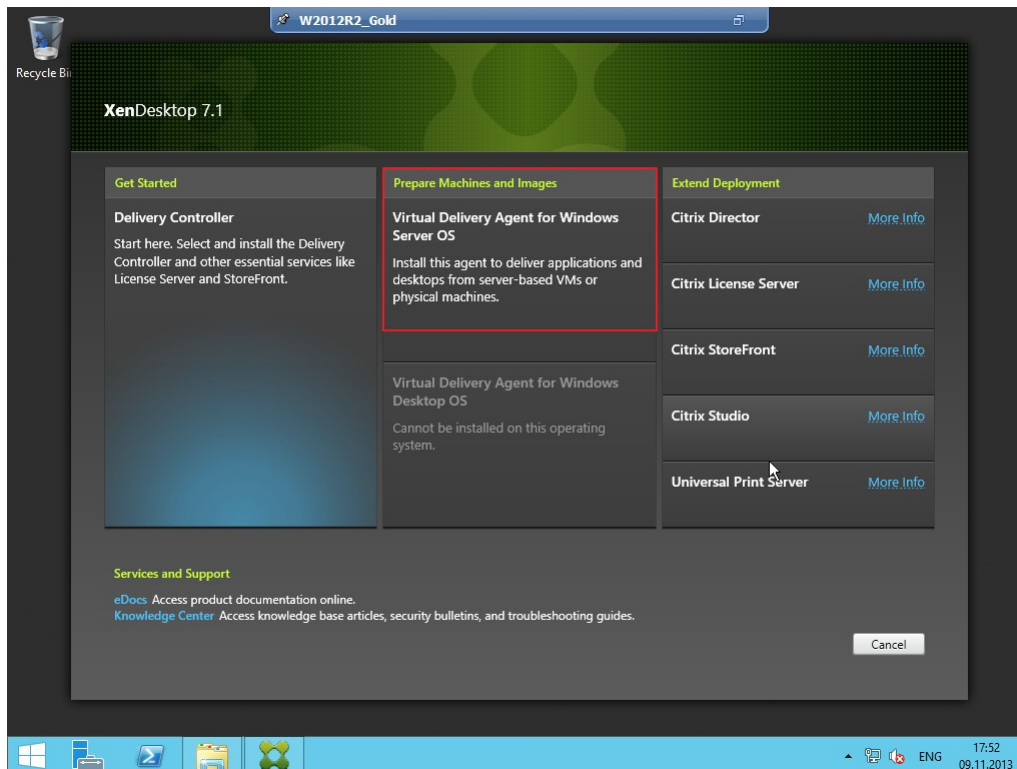 W2012R2_Gold
Recycle Bi
XenDesktop 7.1
Get Started
Delivery Controller
Start here. Select and install the Delivery
Controller and other essential services like
License Server and StoreFront.
Prepare Machines and Images
Virtual Delivery Agent for Windows
Server OS
Install this agent to deliver applications and
desktops from server-based VMs or
physical machines.
Virtual Delivery Agent for Windows
Desktop OS
Cannot be installed on this operating
system.
Extend Deployment
Citrix Director More Info
Citrix License Server More Info
Citrix StoreFront More Info
Citrix Studio More Info
Universal Print Server More Info
Services and Support
eDocs Access product documentation online.
Knowledge Center Access knowledge base articles, security bulletins, and troubleshooting guides.
Cancel
ENG
17:52
09.11.2013